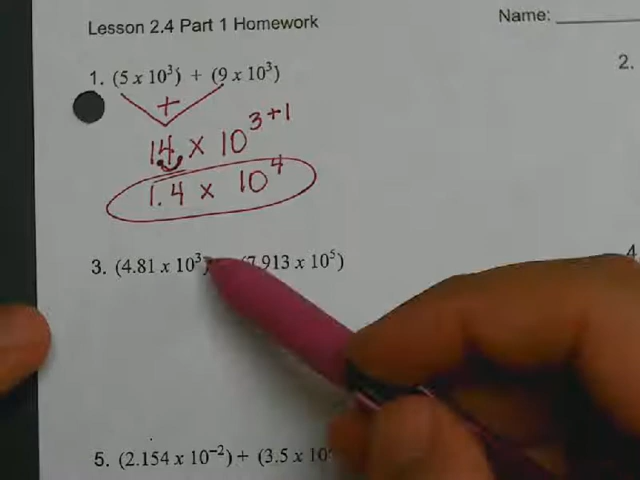 Lesson 2.4 Part 1 Homework
Name:
1. (5 x 10³) + (9 x 10³)
2.
+
14 x 10³⁺¹
1.4 x 10⁴
3. (4.81 x 10³) (7.913 x 10⁵)
4
5. (2.154 x 10⁻²) + (3.5 x 10